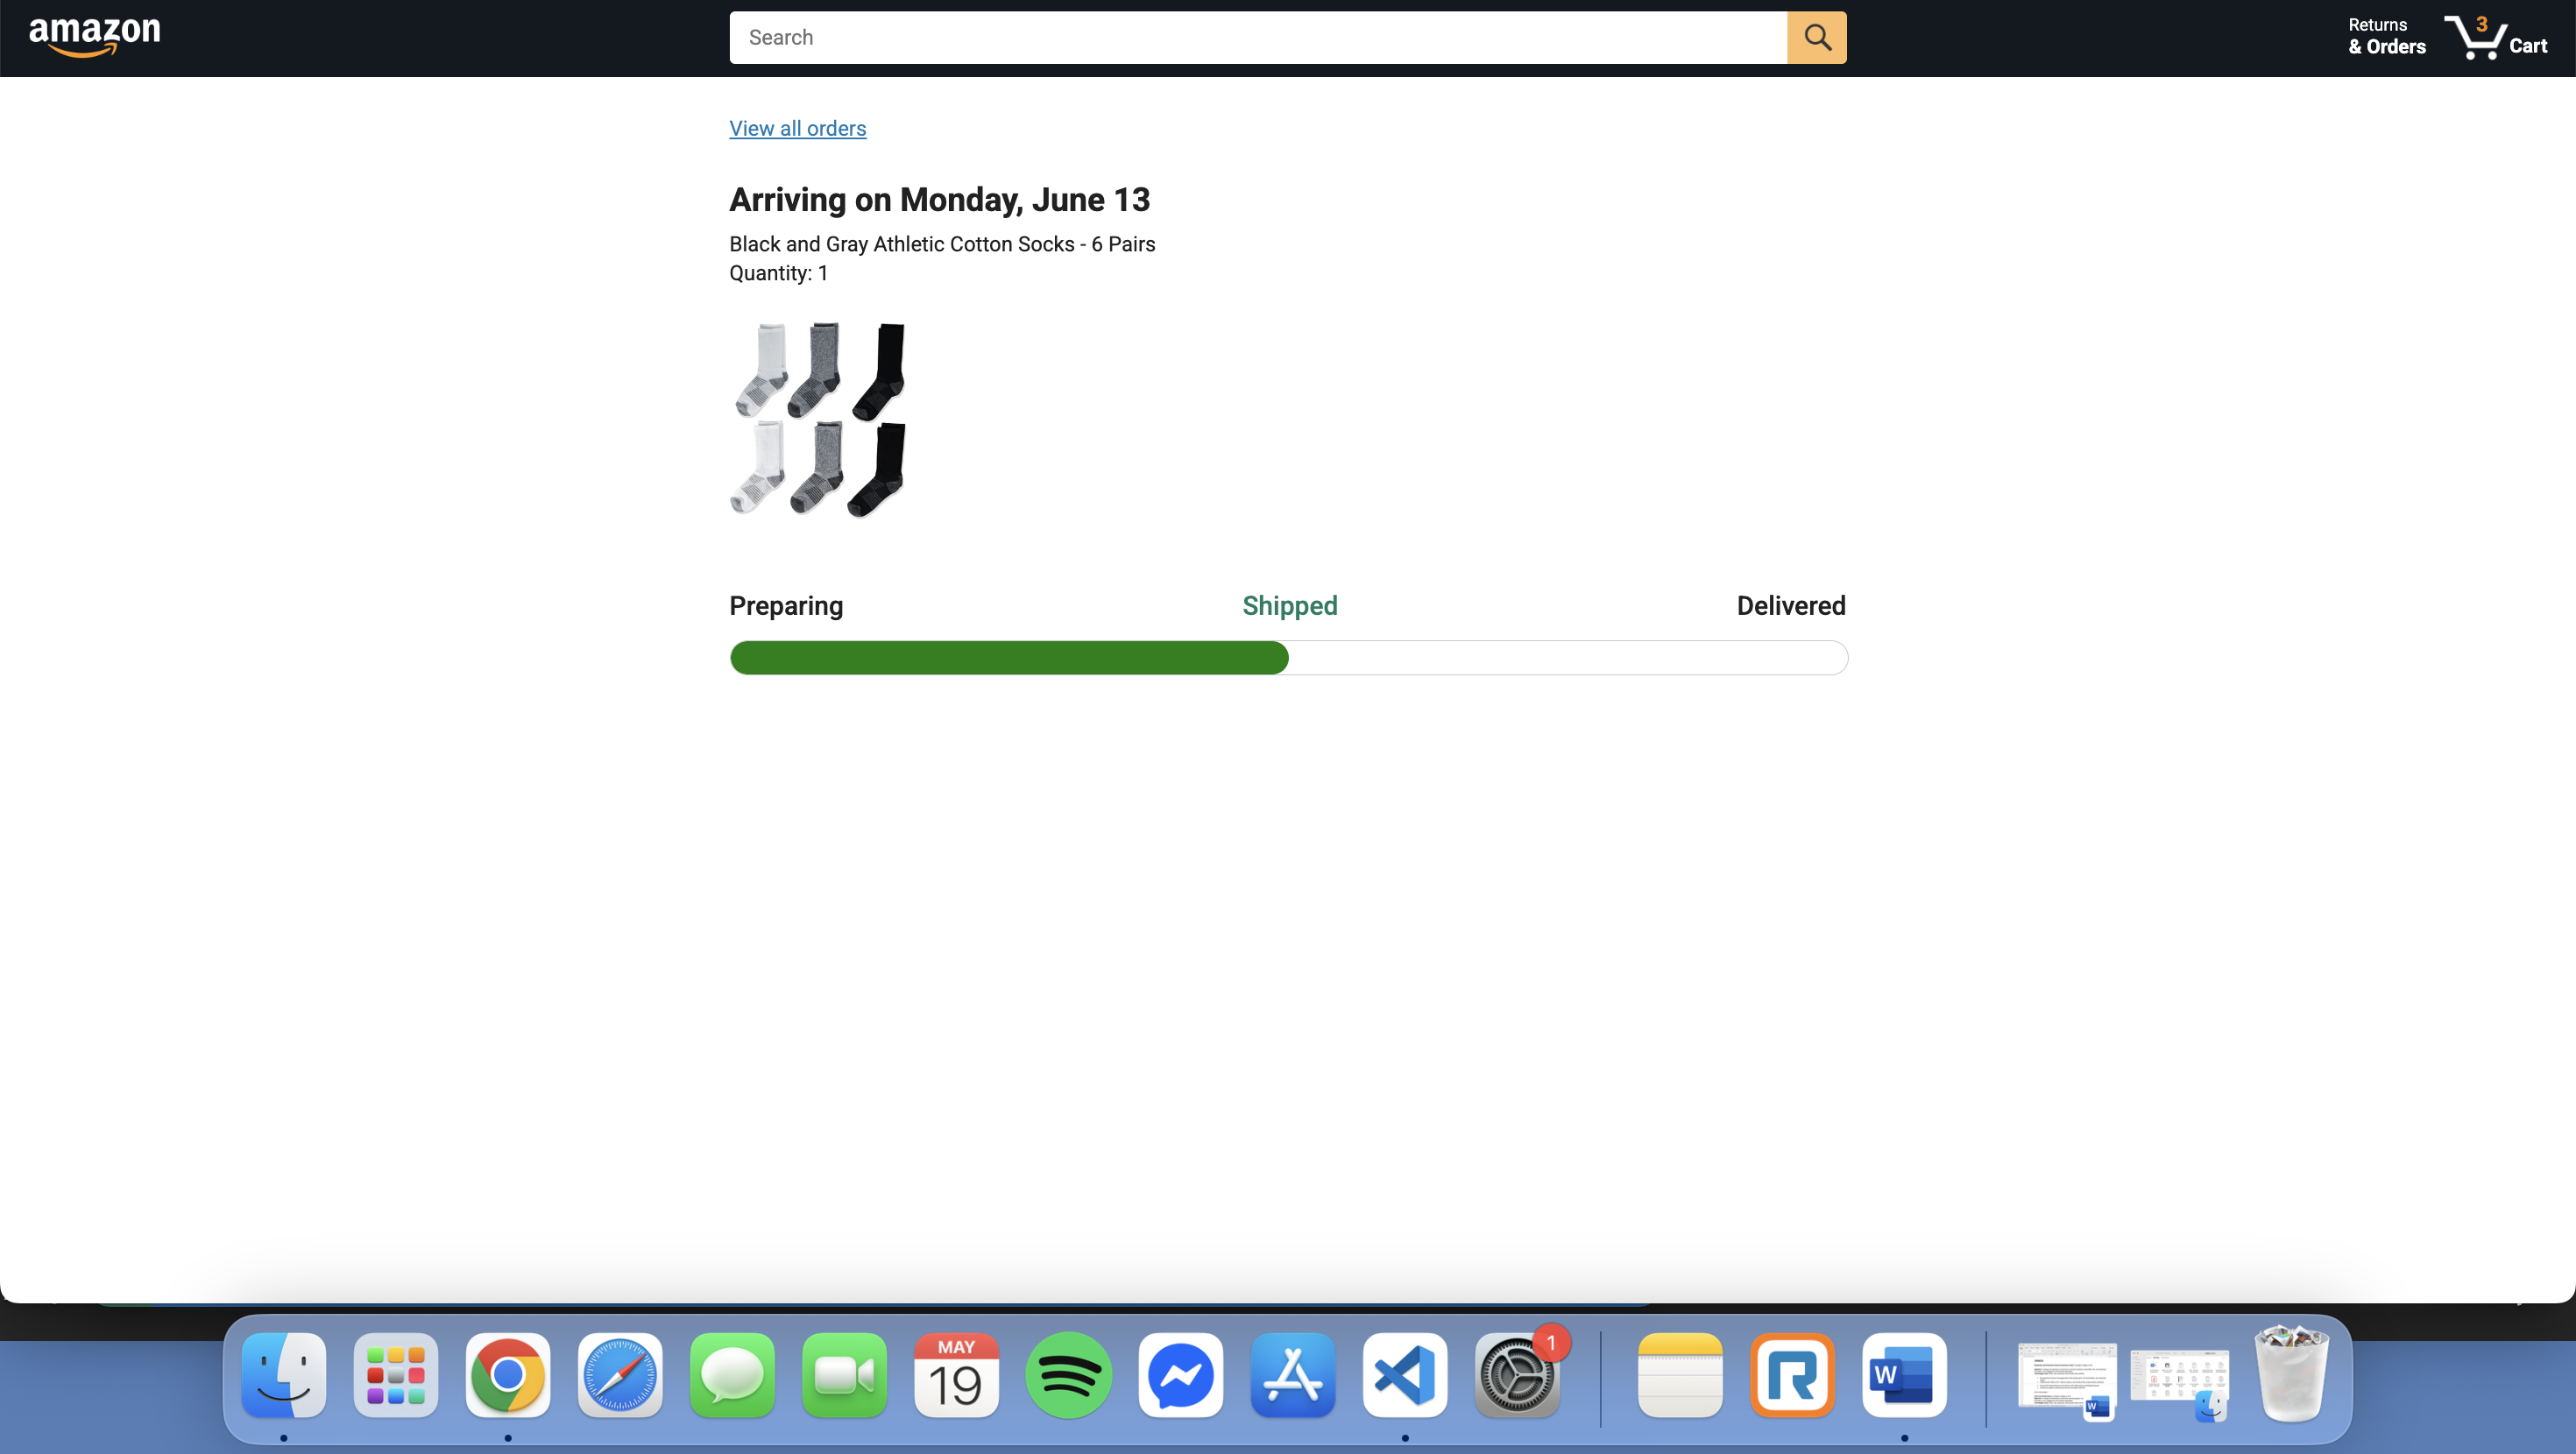 amazon
Search
Returns
& Orders
3
Cart
View all orders
Arriving on Monday, June 13
Black and Gray Athletic Cotton Socks - 6 Pairs
Quantity: 1
Preparing
Shipped
Delivered
MAY
19
1
R
W
W